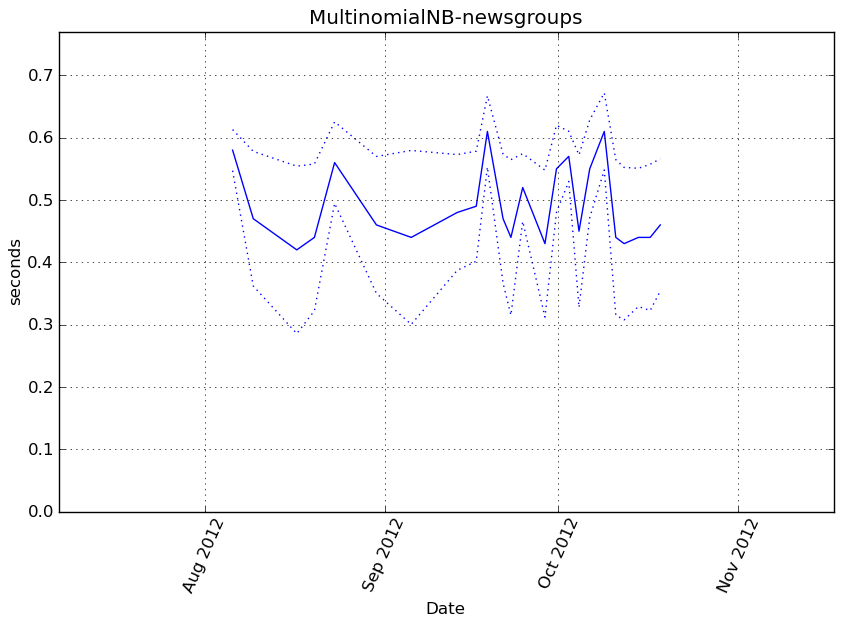 MultinomialNB-newsgroups
0.7
0.6
0.5
0.4
0.3
0.2
0.1
0.0
seconds
Aug 2012
Sep 2012
Oct 2012
Nov 2012
Date